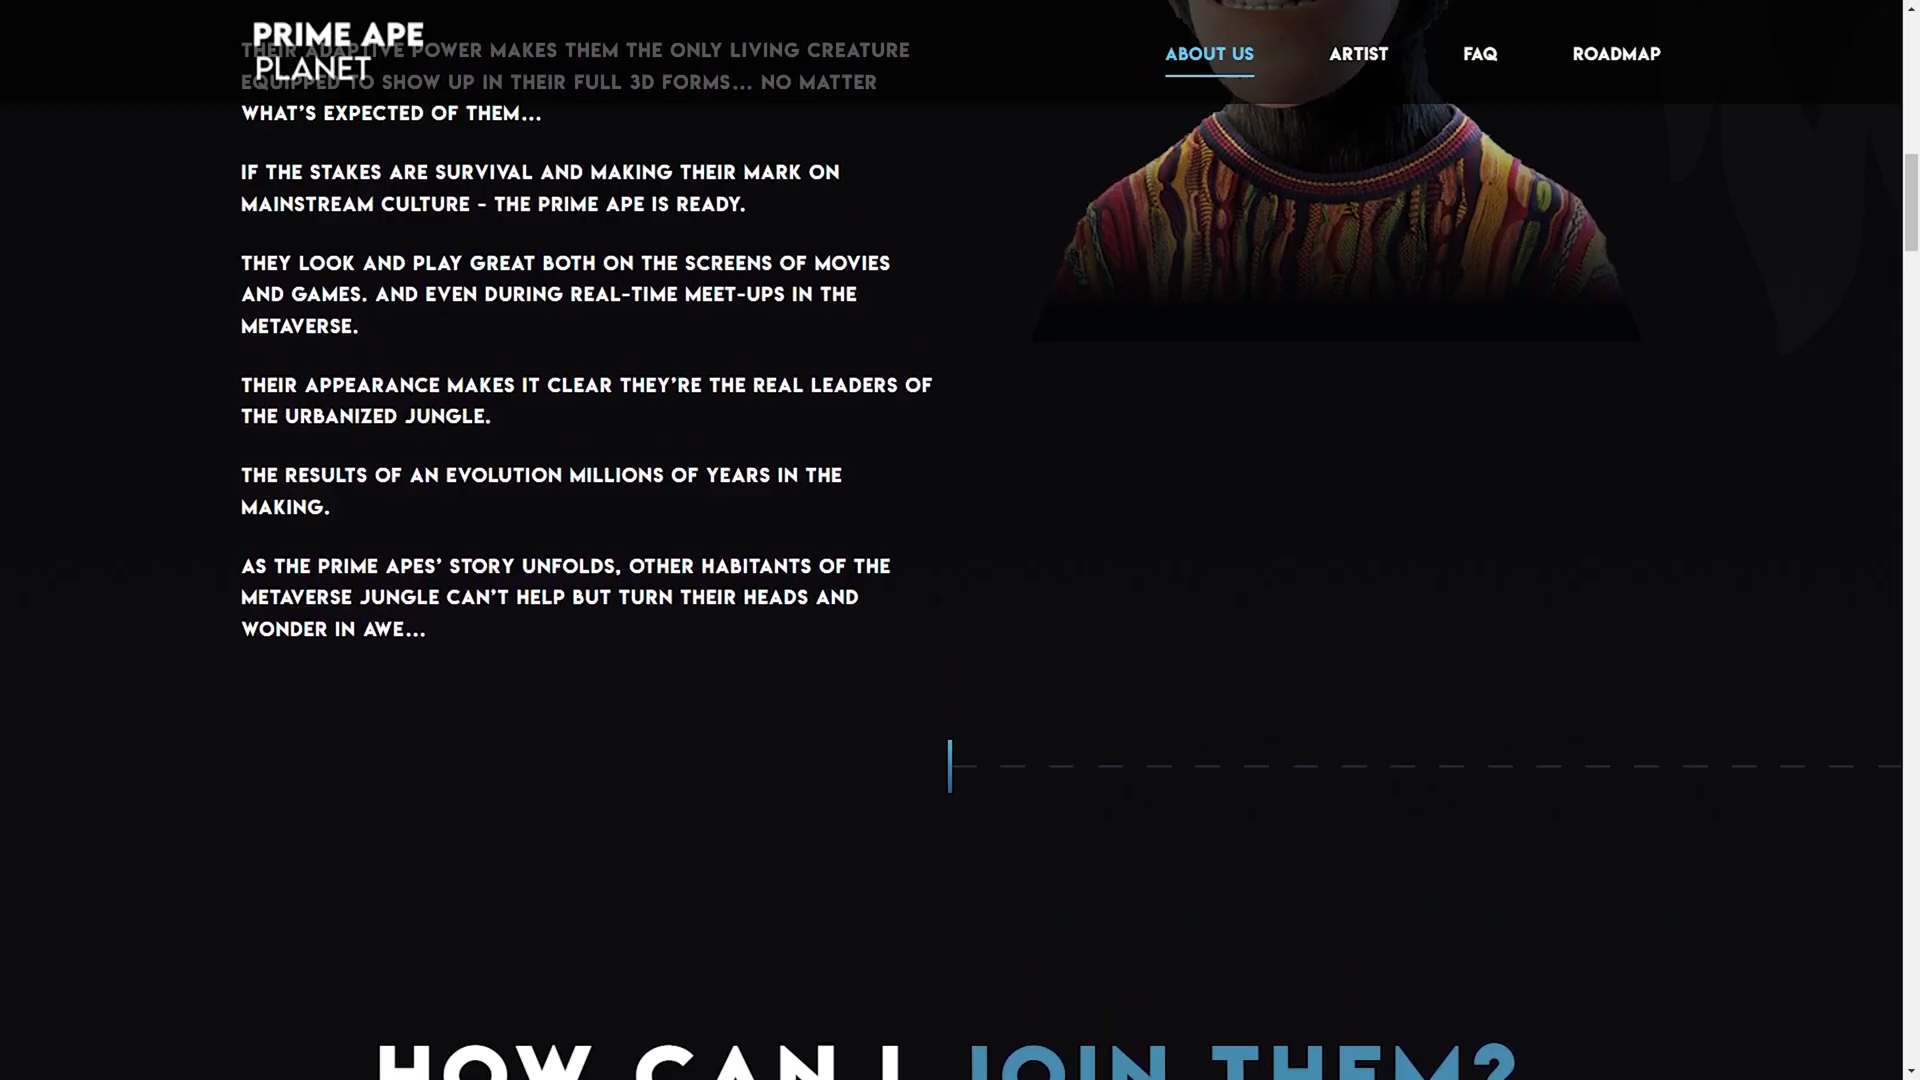 PRIME APE
PLANET
ABOUT US
ARTIST
FAQ
ROADMAP
THEIR ADAPTIVE POWER MAKES THEM THE ONLY LIVING CREATURE
EQUIPPED TO SHOW UP IN THEIR FULL 3D FORMS... NO MATTER
WHAT'S EXPECTED OF THEM...
IF THE STAKES ARE SURVIVAL AND MAKING THEIR MARK ON
MAINSTREAM CULTURE - THE PRIME APE IS READY.
THEY LOOK AND PLAY GREAT BOTH ON THE SCREENS OF MOVIES
AND GAMES. AND EVEN DURING REAL-TIME MEET-UPS IN THE
METAVERSE.
THEIR APPEARANCE MAKES IT CLEAR THEY'RE THE REAL LEADERS OF
THE URBANIZED JUNGLE.
THE RESULTS OF AN EVOLUTION MILLIONS OF YEARS IN THE
MAKING.
AS THE PRIME APES' STORY UNFOLDS, OTHER HABITANTS OF THE
METAVERSE JUNGLE CAN'T HELP BUT TURN THEIR HEADS AND
WONDER IN AWE...
HOW CAN I JOIN THEM?